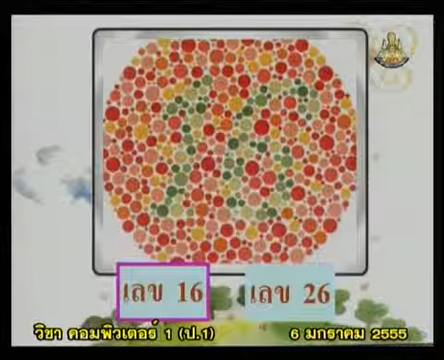 เลข 16
เลข 26
วิชา คอมพิวเตอร์ 1 (ป.1)
6 มกราคม 2555